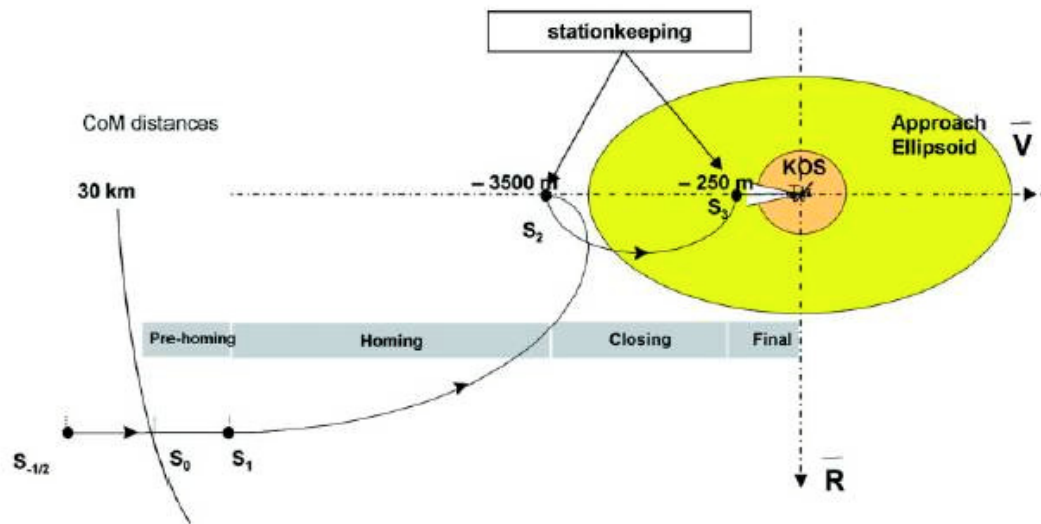 stationkeeping
CoM distances
Approach
Ellipsoid
V
KOS
30 km
– 3500 m
– 250 m
S2
S3
Pre-homing
Homing
Closing
Final
S-1/2
S0
S1
R